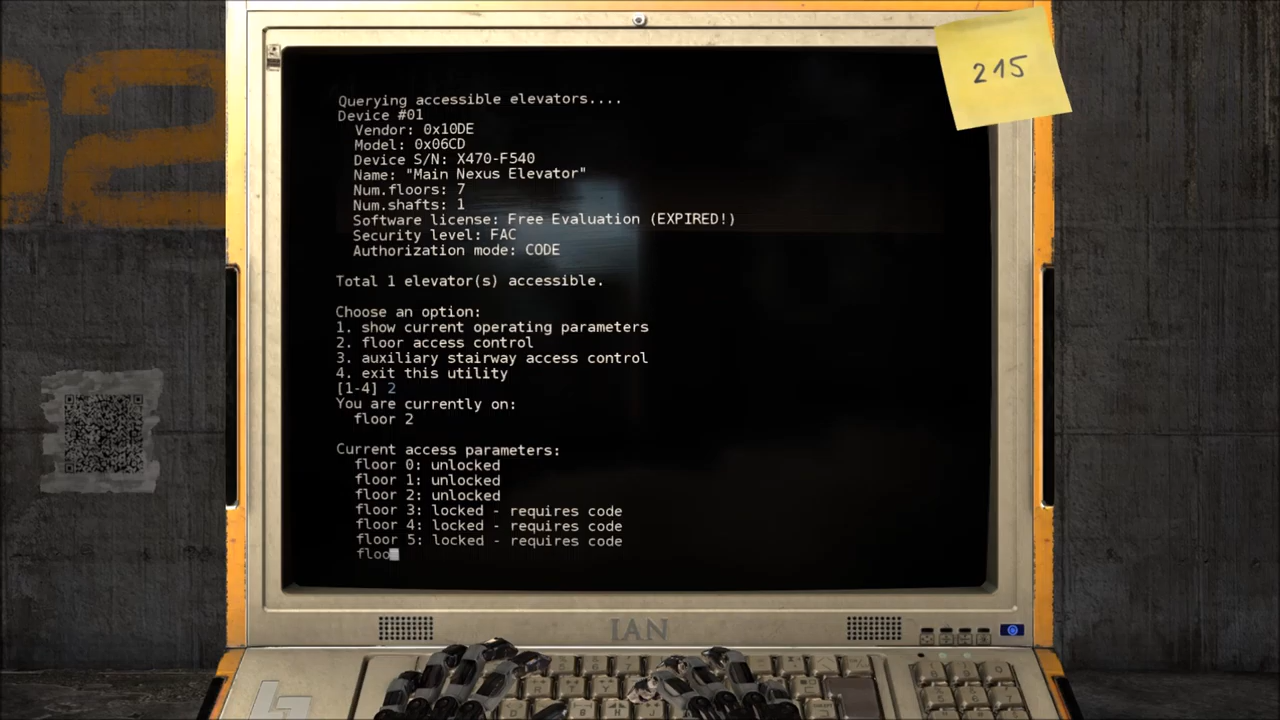 02
215
Querying accessible elevators....
Device #01
Vendor: 0x10DE
Model: 0x06CD
Device S/N: X470-F540
Name: "Main Nexus Elevator"
Num.floors: 7
Num.shafts: 1
Software license: Free Evaluation (EXPIRED!)
Security level: FAC
Authorization mode: CODE
Total 1 elevator(s) accessible.
Choose an option:
1. show current operating parameters
2. floor access control
3. auxiliary stairway access control
4. exit this utility
[1-4] 2
You are currently on:
floor 2
Current access parameters:
floor 0: unlocked
floor 1: unlocked
floor 2: unlocked
floor 3: locked - requires code
floor 4: locked - requires code
floor 5: locked - requires code
floo
IAN